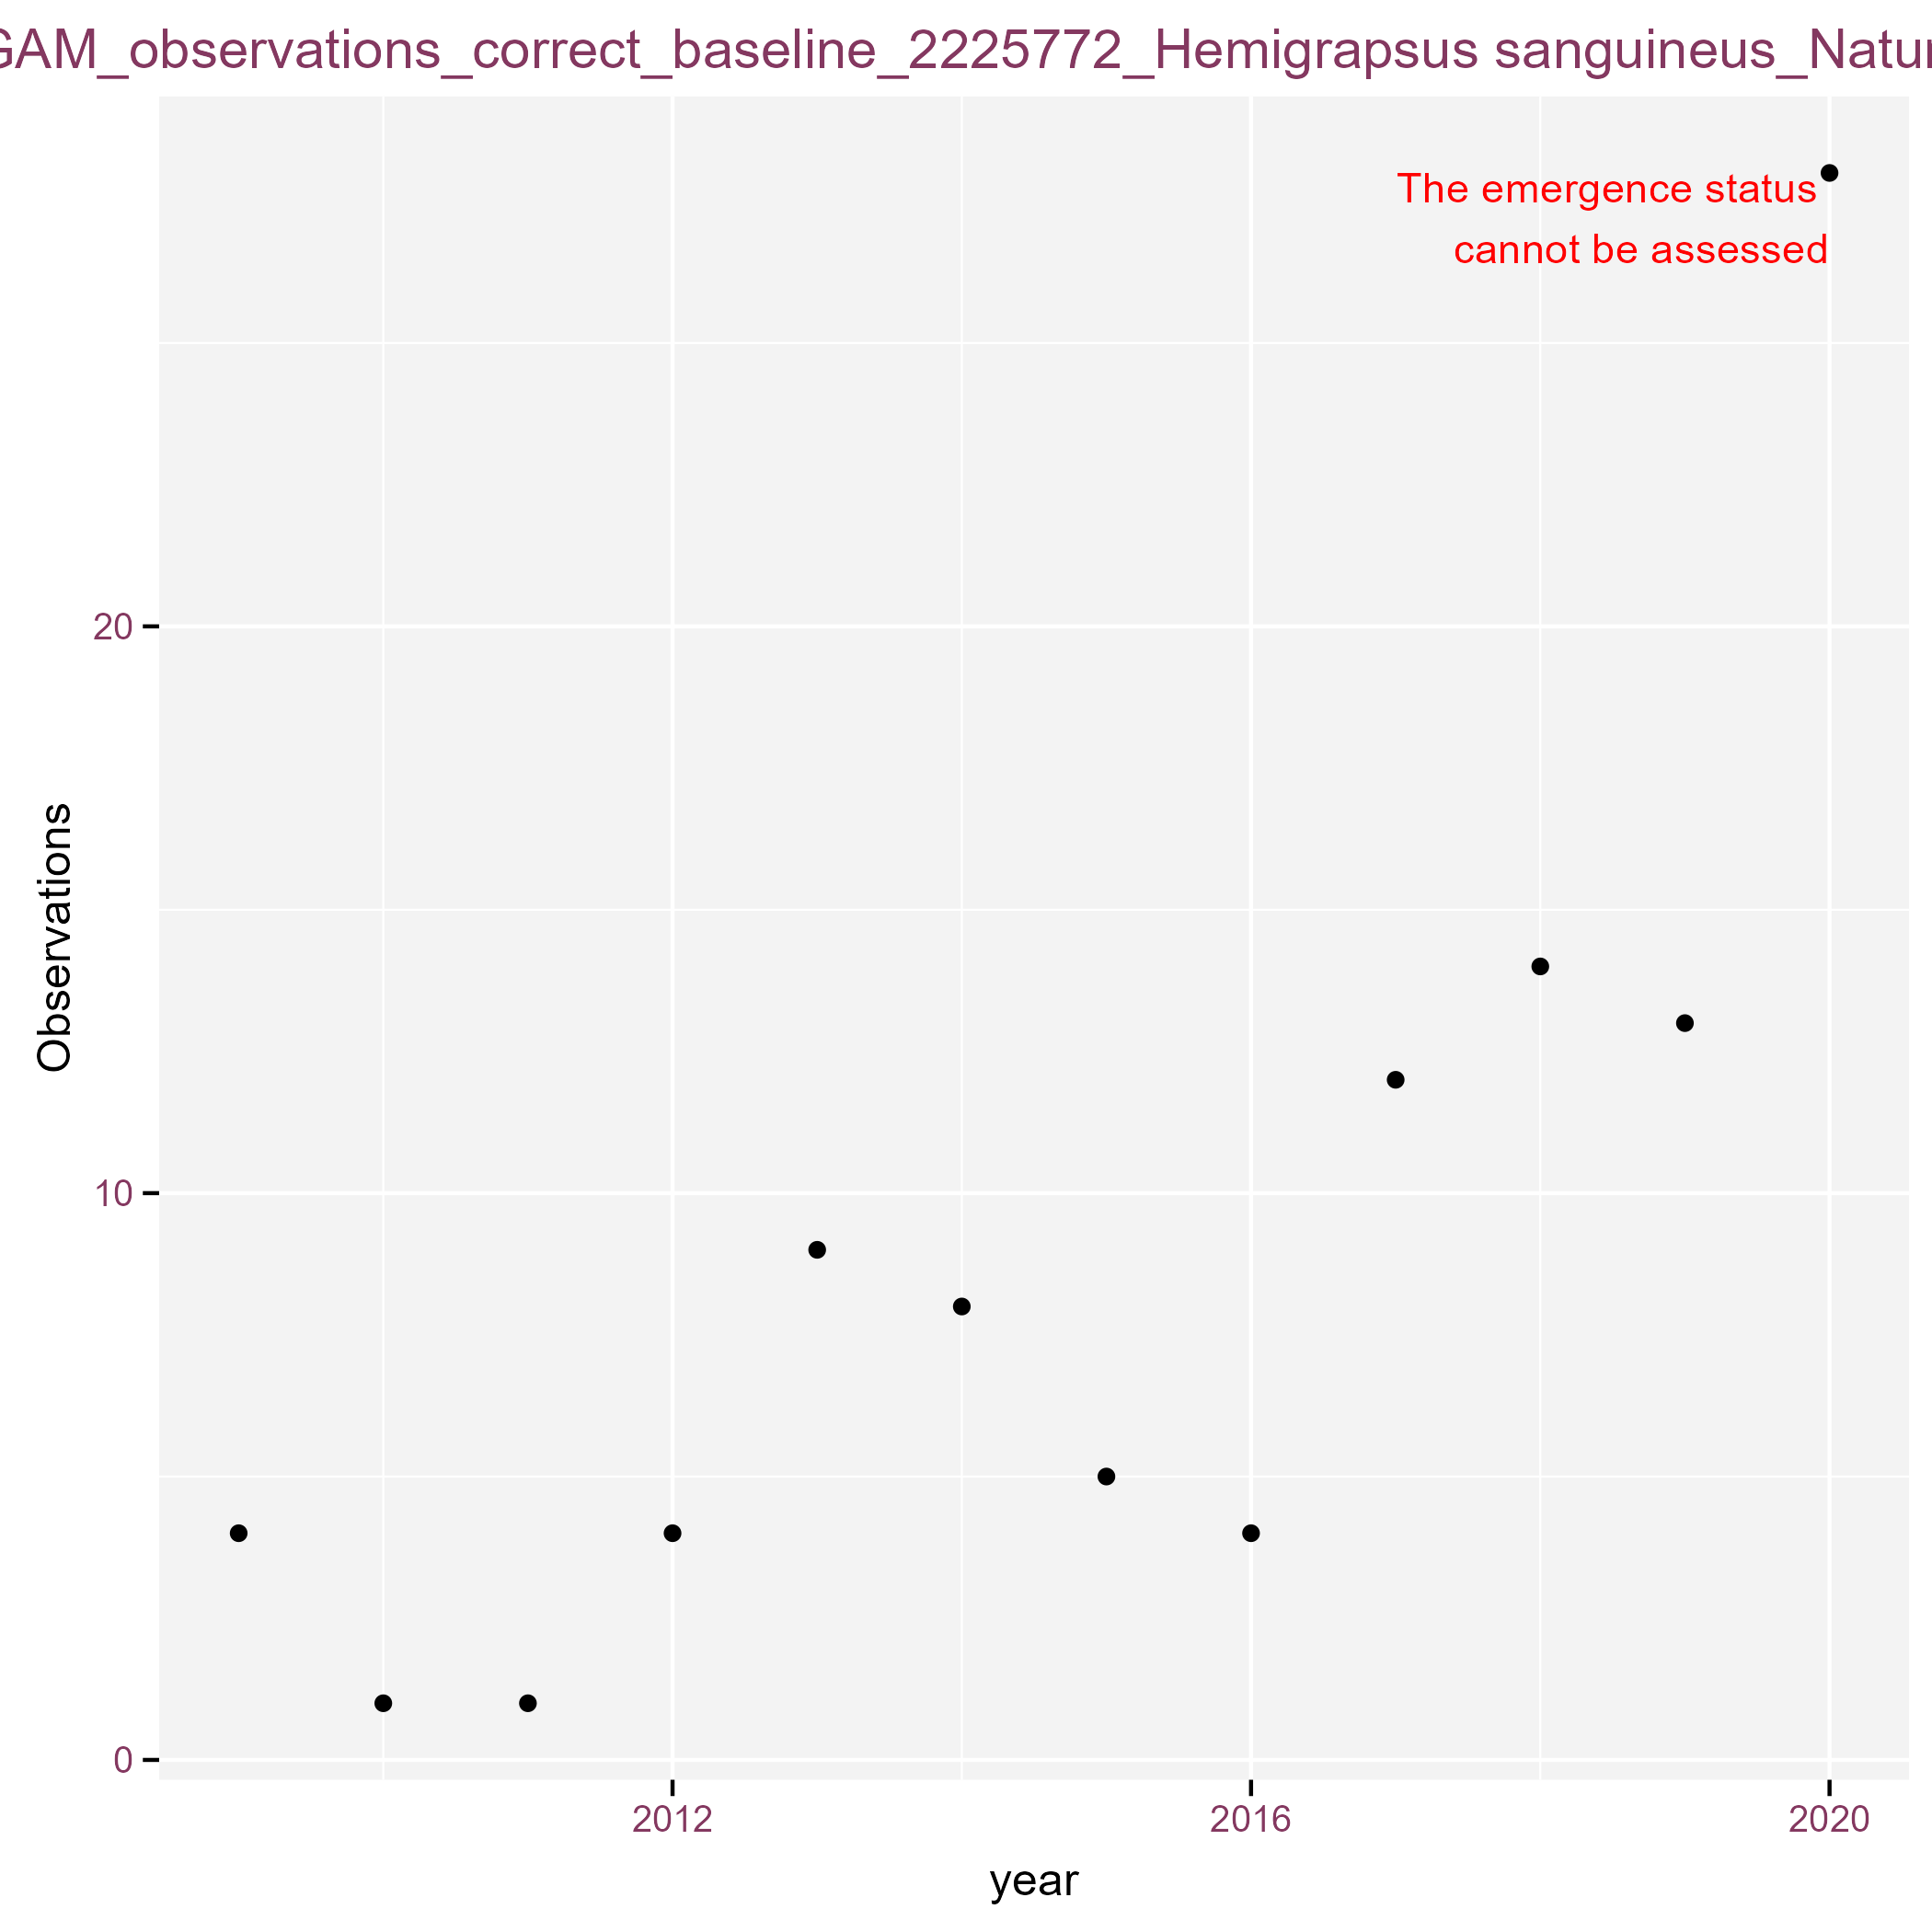 GAM_observations_correct_baseline_2225772_Hemigrapsus sanguineus_Natur
The emergence status
cannot be assessed
20
10
0
Observations
2012 2016 2020
year